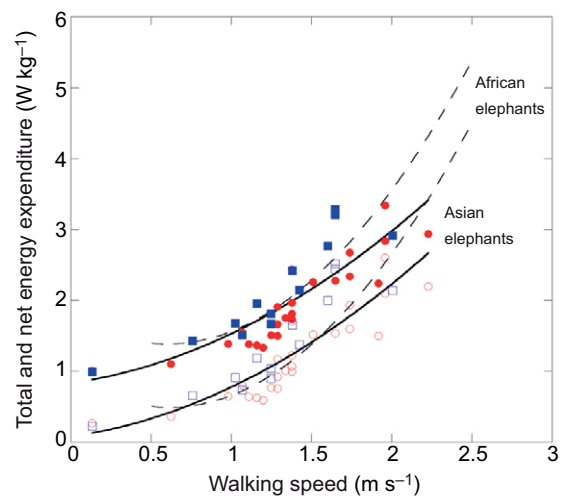 Total and net energy expenditure (W kg⁻¹)
6
5
4
3
2
1
0
African
elephants
Asian
elephants
0
0.5
1
1.5
2
2.5
3
Walking speed (m s⁻¹)